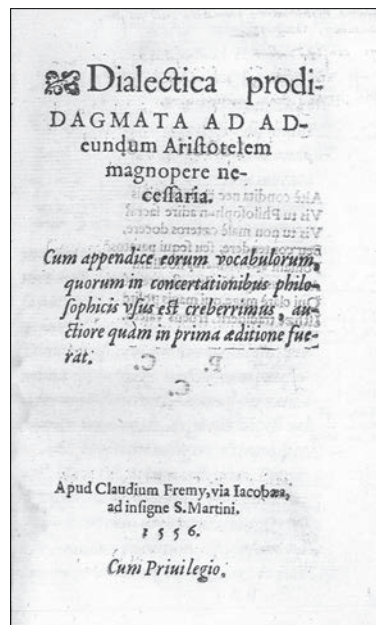 Dialectica prodi-
DAGMATA AD AD-
eundum Aristotelem
magnopere ne-
cessaria.
Cum appendice eorum vocabulorum,
quorum in concertationibus philo-
sophicis vsus est creberrimus, au-
ctiore quàm in prima æditione fue-
rat.
Apud Claudium Fremy, via Iacobæa,
ad insigne S. Martini.
1556.
Cum Priuilegio.